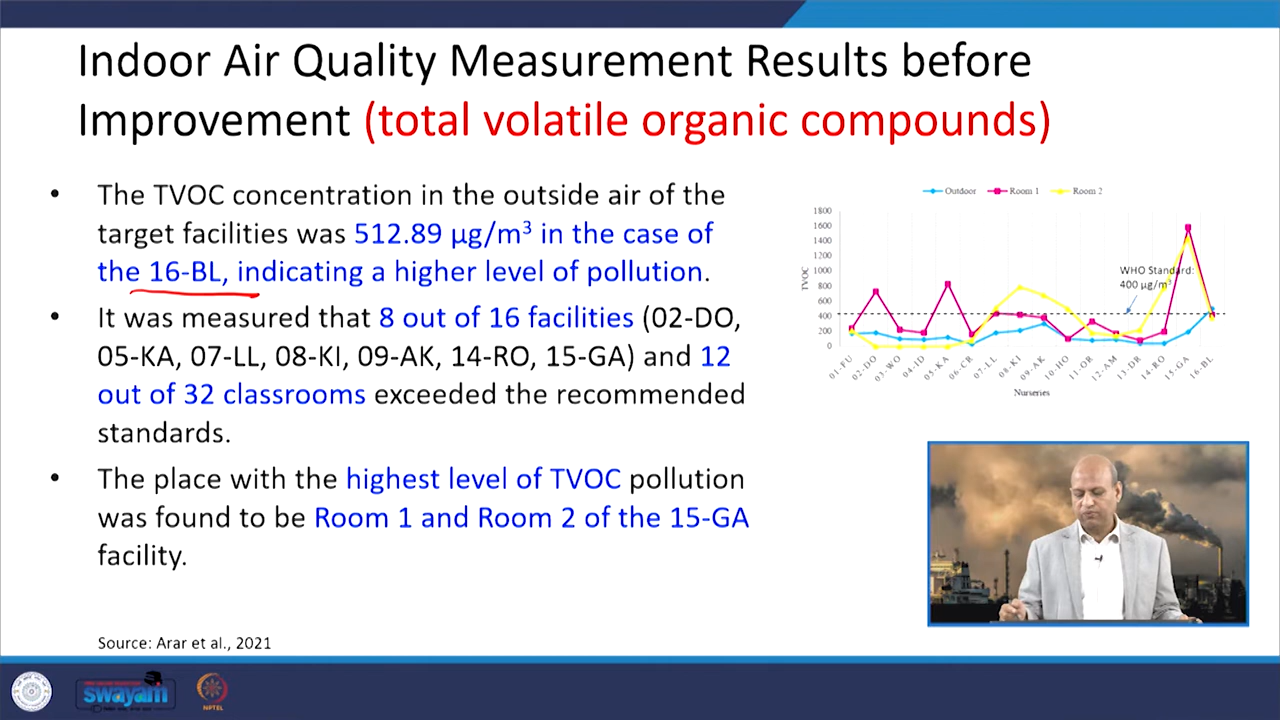 Indoor Air Quality Measurement Results before
Improvement (total volatile organic compounds)
• The TVOC concentration in the outside air of the
target facilities was 512.89 µg/m³ in the case of
the 16-BL, indicating a higher level of pollution.
• It was measured that 8 out of 16 facilities (02-DO,
05-KA, 07-LL, 08-KI, 09-AK, 14-RO, 15-GA) and 12
out of 32 classrooms exceeded the recommended
standards.
• The place with the highest level of TVOC pollution
was found to be Room 1 and Room 2 of the 15-GA
facility.
Source: Arar et al., 2021
Outdoor Room 1 Room 2
1800
1600
1400
1200
1000
800
600
400
200
0
TVOC
WHO Standard:
400 µg/m³
01-FU 02-DO 03-WO 04-ID 05-KA 06-CR 07-LL 08-KI 09-AK 10-HO 11-OR 12-AM 13-DR 14-RO 15-GA 16-BL
Nurseries
swayam
NPTEL